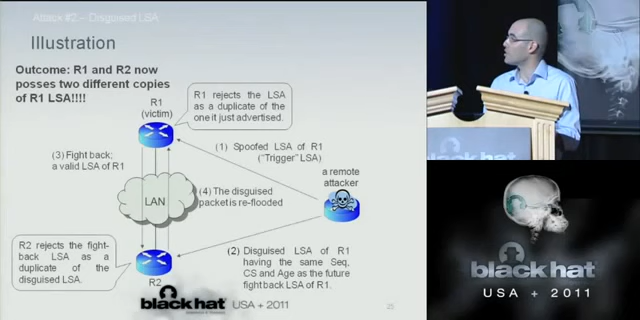 Attack #2 – Disguised LSA
Illustration
Outcome: R1 and R2 now
posses two different copies
of R1 LSA!!!!
R1
(victim)
R1 rejects the LSA
as a duplicate of the
one it just advertised.
(1) Spoofed LSA of R1
("Trigger" LSA)
(3) Fight back;
a valid LSA of R1
a remote
attacker
LAN
(4) The disguised
packet is re-flooded
R2 rejects the fight-
back LSA as a
duplicate of the
disguised LSA.
R2
(2) Disguised LSA of R1
having the same Seq,
CS and Age as the future
fight back LSA of R1.
black hat USA + 2011
25
black hat
black hat
USA + 2011